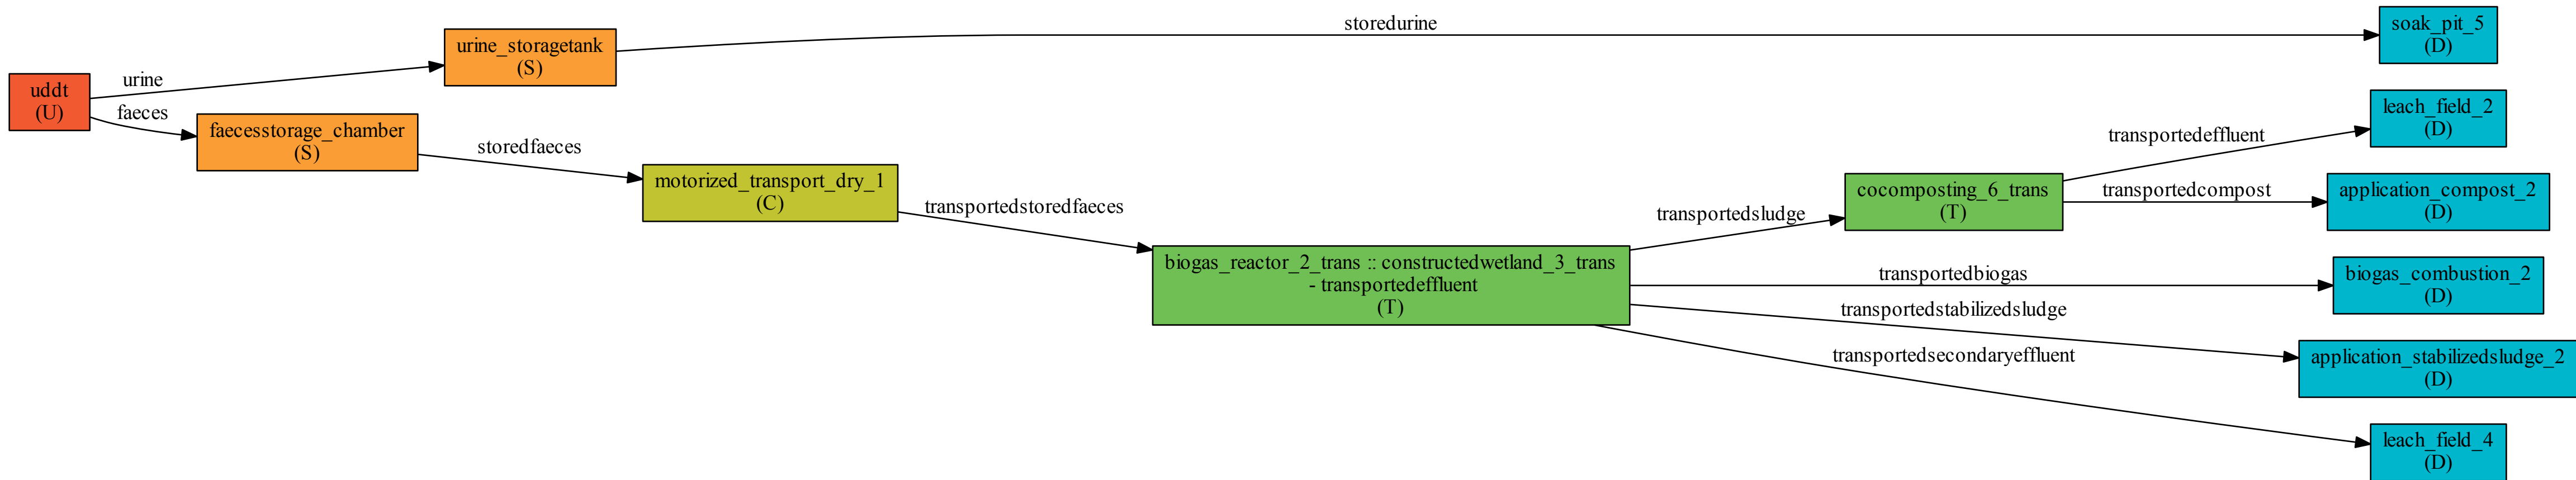 uddt
(U)
urine
faeces
urine_storagetank
(S)
faecesstorage_chamber
(S)
storedurine
storedfaeces
motorized_transport_dry_1
(C)
transportedstoredfaeces
biogas_reactor_2_trans :: constructedwetland_3_trans
- transportedeffluent
(T)
transportedsludge
cocomposting_6_trans
(T)
transportedeffluent
transportedcompost
transportedbiogas
transportedstabilizedsludge
transportedsecondaryeffluent
soak_pit_5
(D)
leach_field_2
(D)
application_compost_2
(D)
biogas_combustion_2
(D)
application_stabilizedsludge_2
(D)
leach_field_4
(D)